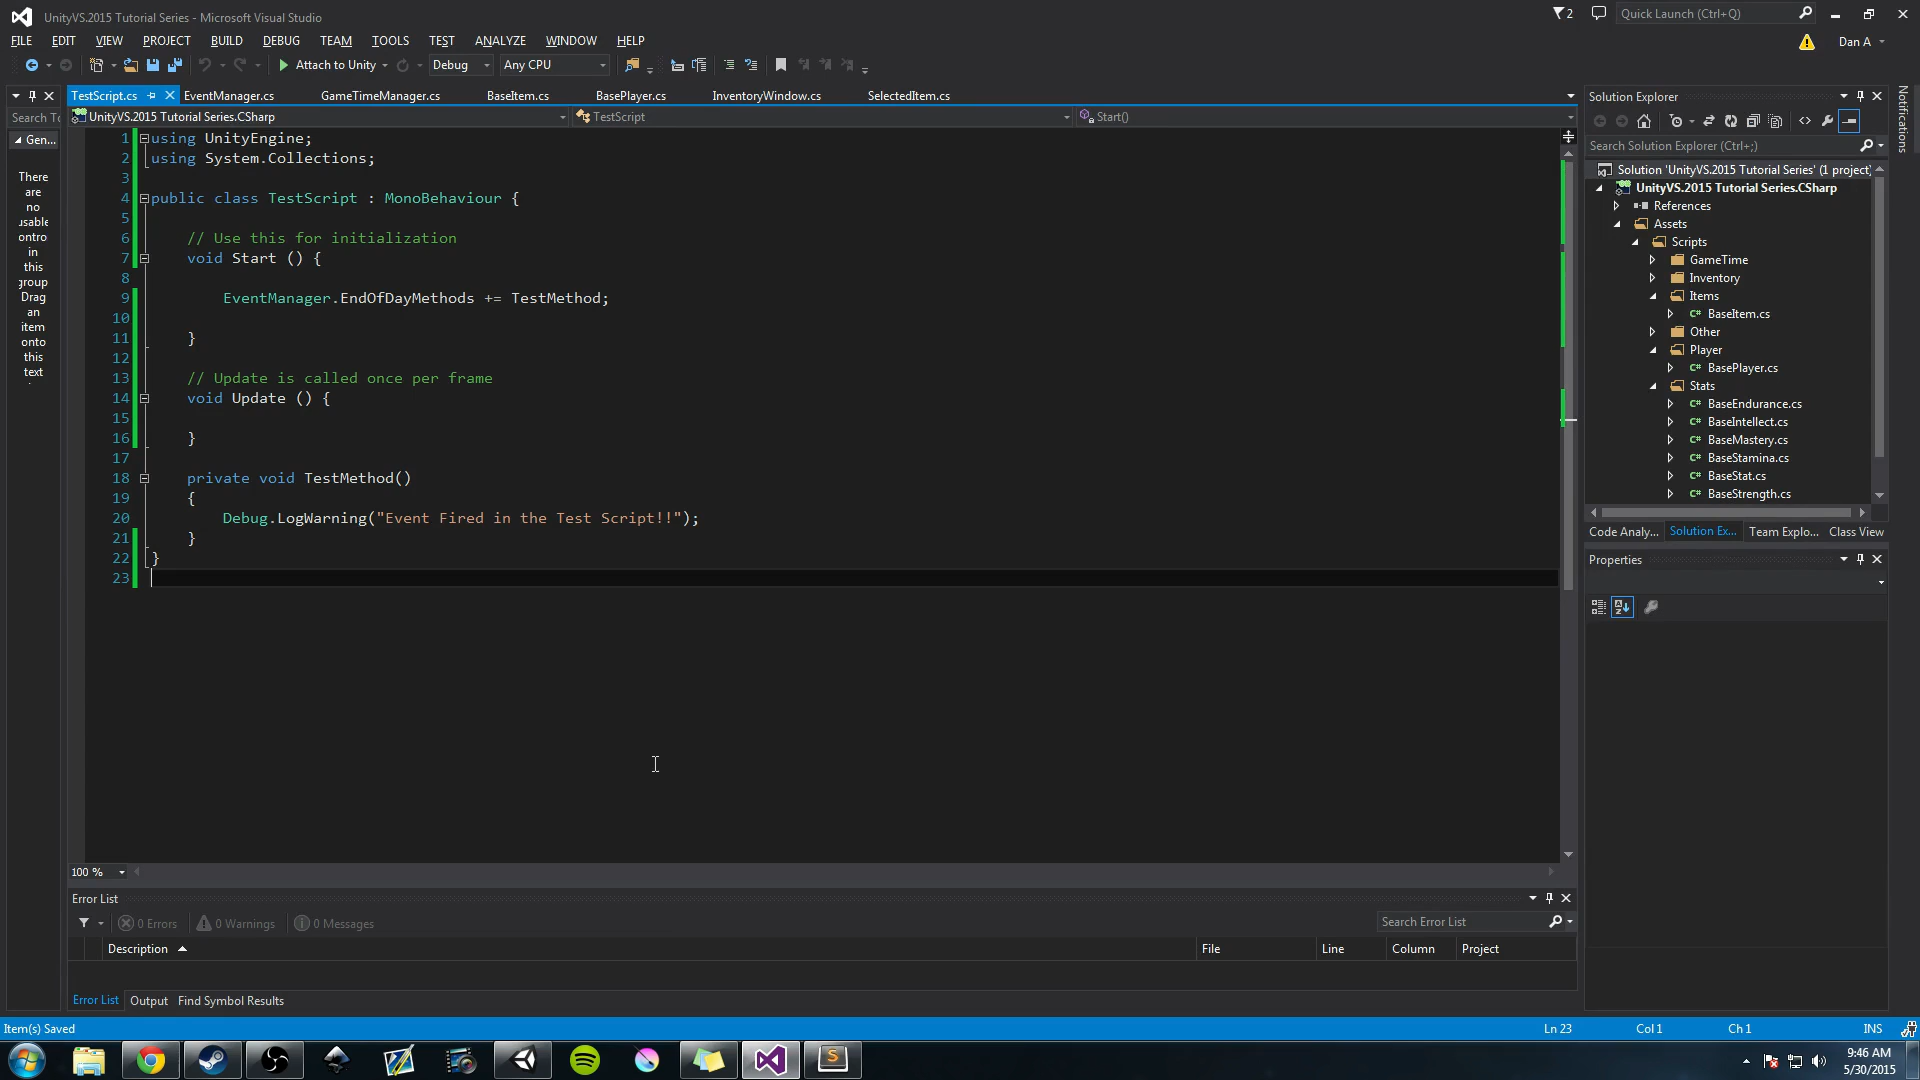 UnityVS.2015 Tutorial Series - Microsoft Visual Studio
2
Quick Launch (Ctrl+Q)
FILE EDIT VIEW PROJECT BUILD DEBUG TEAM TOOLS TEST ANALYZE WINDOW HELP
Dan A
Attach to Unity Debug Any CPU
TestScript.cs EventManager.cs GameTimeManager.cs BaseItem.cs BasePlayer.cs InventoryWindow.cs SelectedItem.cs
UnityVS.2015 Tutorial Series.CSharp TestScript Start()
Search To
Gen...
There
are
no
usable
ontro
in
this
group
Drag
an
item
onto
this
text
1 using UnityEngine;
2 using System.Collections;
3
4 public class TestScript : MonoBehaviour {
5
6 // Use this for initialization
7 void Start () {
8
9 EventManager.EndOfDayMethods += TestMethod;
10
11 }
12
13 // Update is called once per frame
14 void Update () {
15
16 }
17
18 private void TestMethod()
19 {
20 Debug.LogWarning("Event Fired in the Test Script!!");
21 }
22 }
23
100 %
Solution Explorer
Notifications
Search Solution Explorer (Ctrl+;)
Solution 'UnityVS.2015 Tutorial Series' (1 project)
UnityVS.2015 Tutorial Series.CSharp
References
Assets
Scripts
GameTime
Inventory
Items
C# BaseItem.cs
Other
Player
C# BasePlayer.cs
Stats
C# BaseEndurance.cs
C# BaseIntellect.cs
C# BaseMastery.cs
C# BaseStamina.cs
C# BaseStat.cs
C# BaseStrength.cs
Code Analy... Solution Ex... Team Explo... Class View
Properties
Error List
0 Errors 0 Warnings 0 Messages
Search Error List
Description File Line Column Project
Error List Output Find Symbol Results
Item(s) Saved Ln 23 Col 1 Ch 1 INS
9:46 AM
5/30/2015